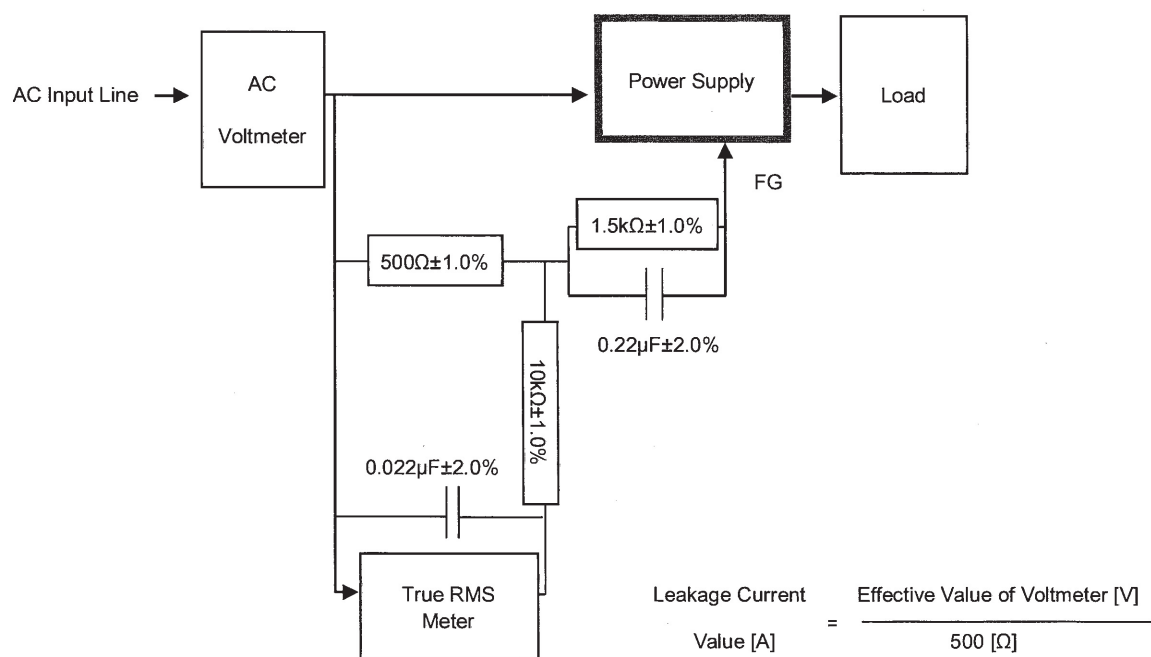 AC Input Line
AC
Voltmeter
Power Supply
Load
FG
1.5kΩ±1.0%
500Ω±1.0%
0.22μF±2.0%
10kΩ±1.0%
0.022μF±2.0%
True RMS
Meter
Leakage Current
Value [A]
=
Effective Value of Voltmeter [V]
500 [Ω]